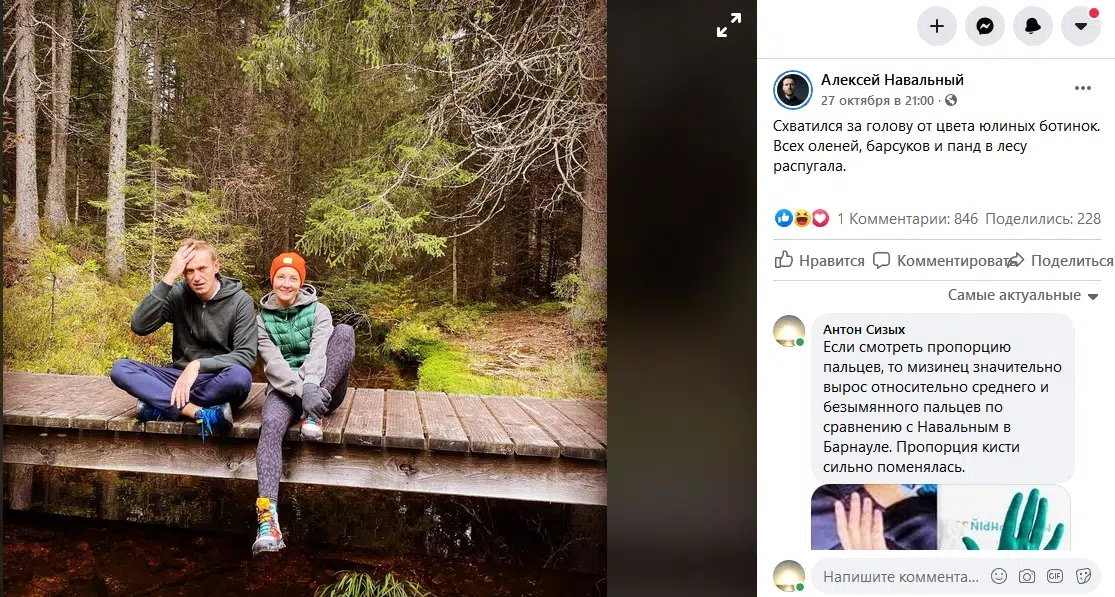 Алексей Навальный
27 октября в 21:00
Схватился за голову от цвета юлиных ботинок.
Всех оленей, барсуков и панд в лесу
распугала.
1 Комментарии: 846 Поделились: 228
Нравится Комментировать Поделиться
Самые актуальные
Антон Сизых
Если смотреть пропорцию
пальцев, то мизинец значительно
вырос относительно среднего и
безымянного пальцев по
сравнению с Навальным в
Барнауле. Пропорция кисти
сильно поменялась.
Напишите коммента...
GIF